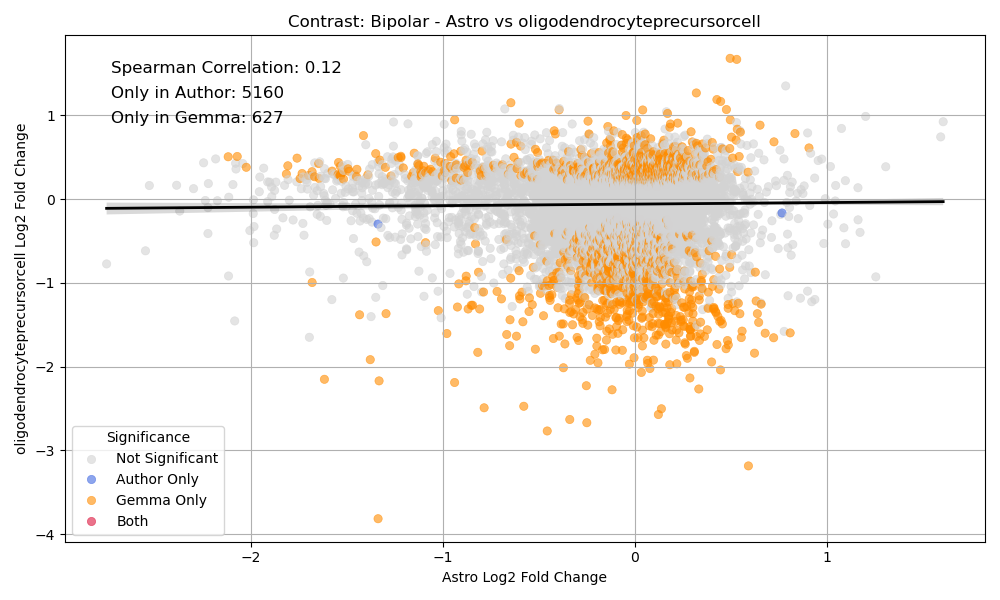 Contrast: Bipolar - Astro vs oligodendrocyteprecursorcell
Spearman Correlation: 0.12
Only in Author: 5160
Only in Gemma: 627
oligodendrocyteprecursorcell Log2 Fold Change
1
0
−1
−2
−3
−4
Significance
Not Significant
Author Only
Gemma Only
Both
−2
−1
0
1
Astro Log2 Fold Change